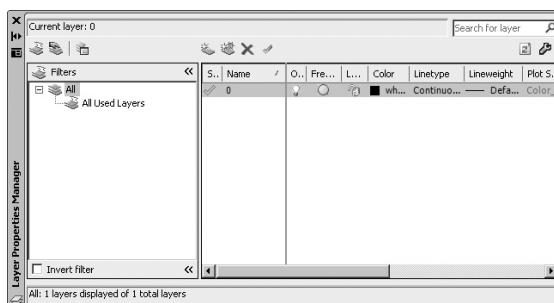 Current layer: 0
Search for layer
Filters
S.. Name O.. Fre... L... Color Linetype Lineweight Plot S.
All
0 wh... Continuo... Defa... Color_
All Used Layers
Layer Properties Manager
Invert filter
All: 1 layers displayed of 1 total layers